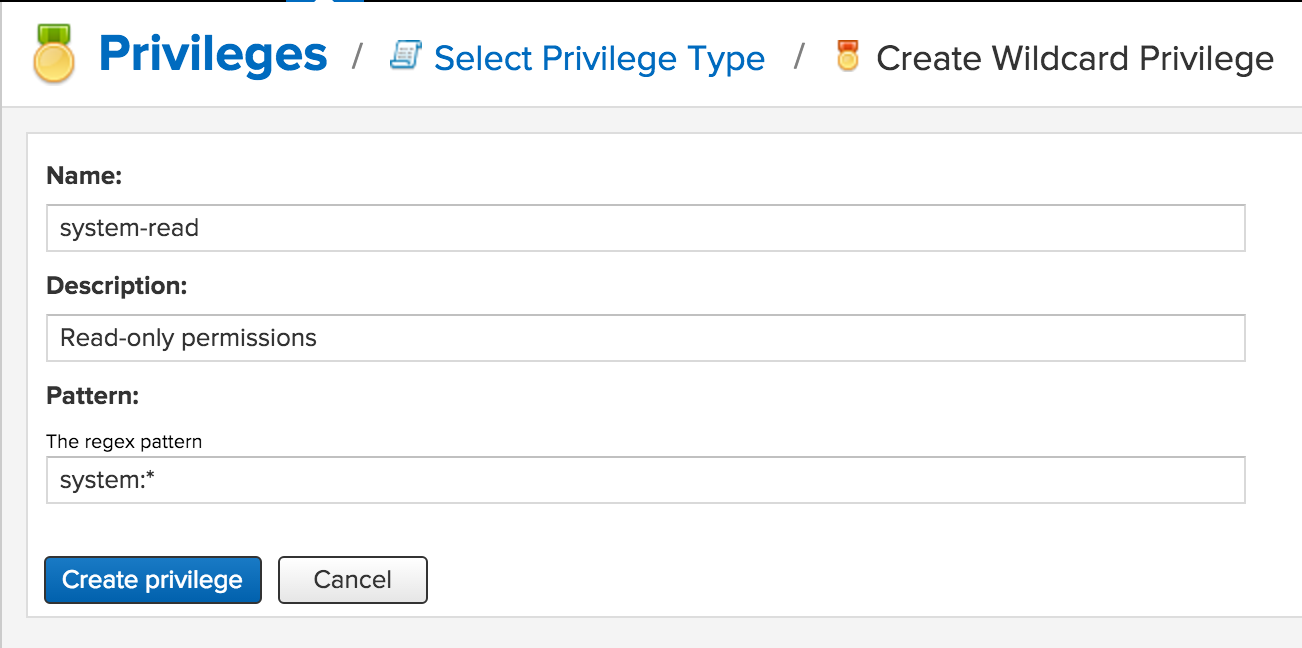 Privileges / Select Privilege Type / Create Wildcard Privilege
Name:
system-read
Description:
Read-only permissions
Pattern:
The regex pattern
system:*
Create privilege Cancel